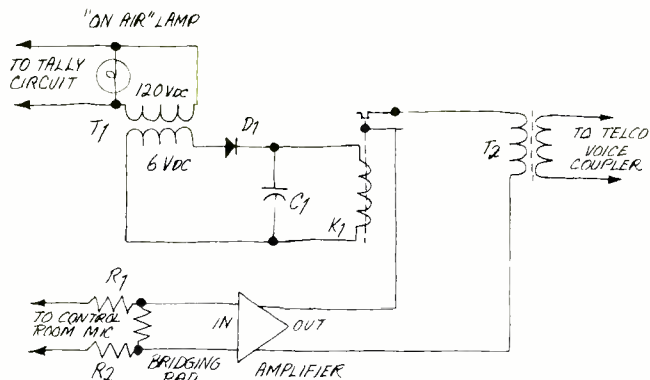 "ON AIR" LAMP
TO TALLY
CIRCUIT
120 VDC
T1
6 VDC
D1
C1
K1
T2
TO TELCO
VOICE
COUPLER
R1
TO CONTROL
ROOM MIC
R2
BRIDGING
PAD
IN
OUT
AMPLIFIER